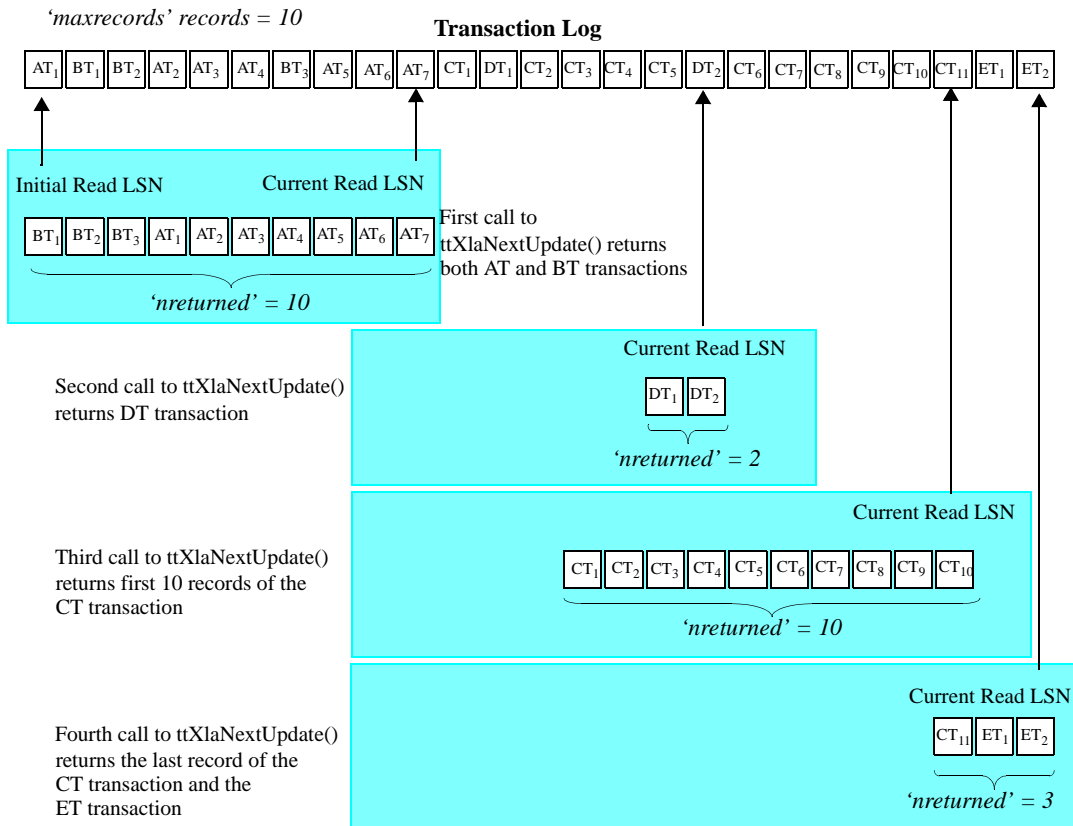 ‘maxrecords’ records = 10
Transaction Log
AT1 BT1 BT2 AT2 AT3 AT4 BT3 AT5 AT6 AT7 CT1 DT1 CT2 CT3 CT4 CT5 DT2 CT6 CT7 CT8 CT9 CT10 CT11 ET1 ET2
Initial Read LSN
Current Read LSN
BT1 BT2 BT3 AT1 AT2 AT3 AT4 AT5 AT6 AT7
‘nreturned’ = 10
First call to
ttXlaNextUpdate() returns
both AT and BT transactions
Second call to ttXlaNextUpdate()
returns DT transaction
Current Read LSN
DT1 DT2
‘nreturned’ = 2
Third call to ttXlaNextUpdate()
returns first 10 records of the
CT transaction
Current Read LSN
CT1 CT2 CT3 CT4 CT5 CT6 CT7 CT8 CT9 CT10
‘nreturned’ = 10
Fourth call to ttXlaNextUpdate()
returns the last record of the
CT transaction and the
ET transaction
Current Read LSN
CT11 ET1 ET2
‘nreturned’ = 3